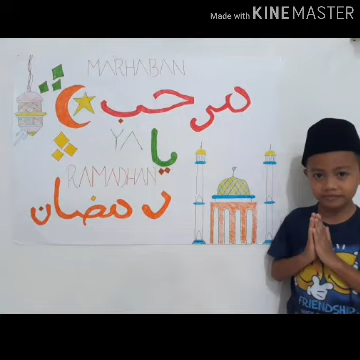 Made with KINEMASTER
MARHABAN
مرحب
YA
يا
RAMADHAN
رمضان
FRIENDSHIP